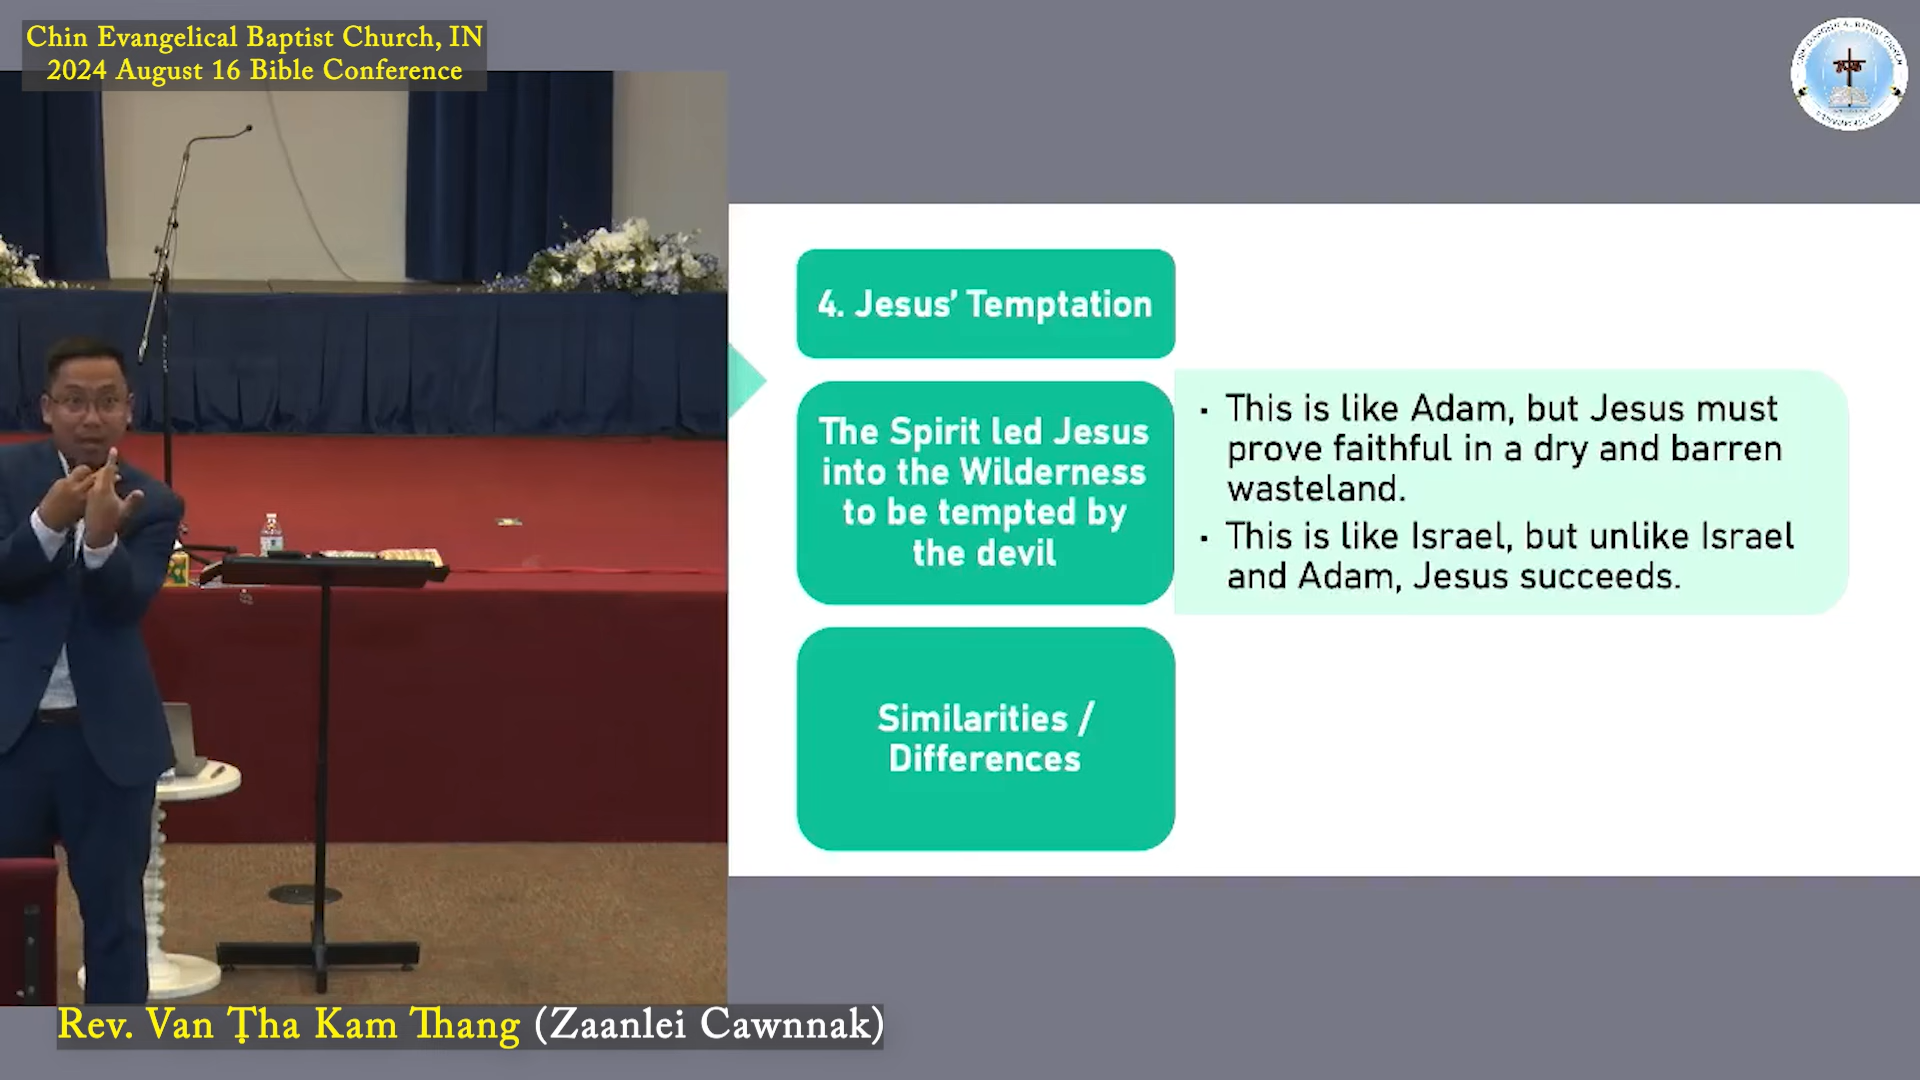 Chin Evangelical Baptist Church, IN
2024 August 16 Bible Conference
4. Jesus’ Temptation
The Spirit led Jesus
into the Wilderness
to be tempted by
the devil
▪ This is like Adam, but Jesus must
prove faithful in a dry and barren
wasteland.
▪ This is like Israel, but unlike Israel
and Adam, Jesus succeeds.
Similarities /
Differences
Rev. Van Ṭha Kam Thang (Zaanlei Cawnnak)